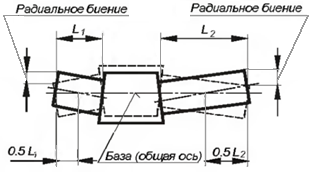 Радиальное биение
Радиальное биение
L₁
L₂
0.5 L₁
База (общая ось)
0.5 L₂